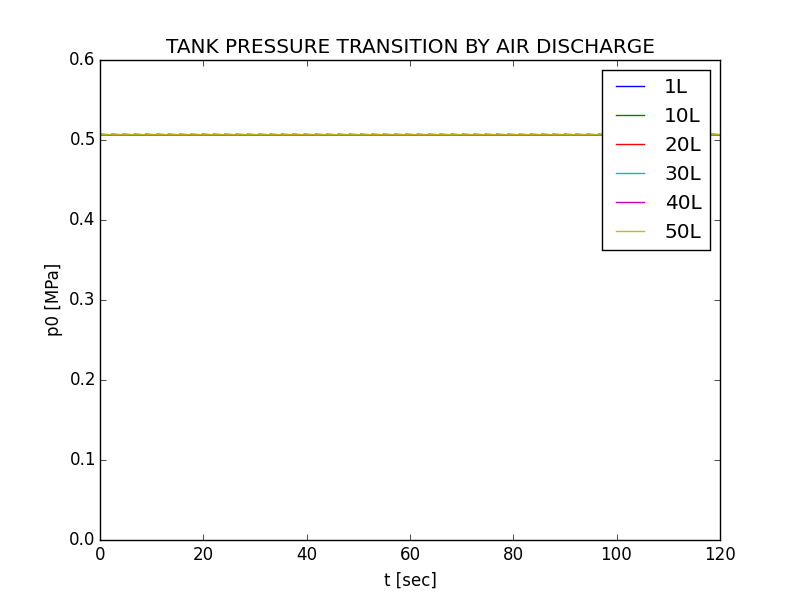 TANK PRESSURE TRANSITION BY AIR DISCHARGE
0.6
0.5
0.4
0.3
0.2
0.1
0.0
p0 [MPa]
1L
10L
20L
30L
40L
50L
0 20 40 60 80 100 120
t [sec]